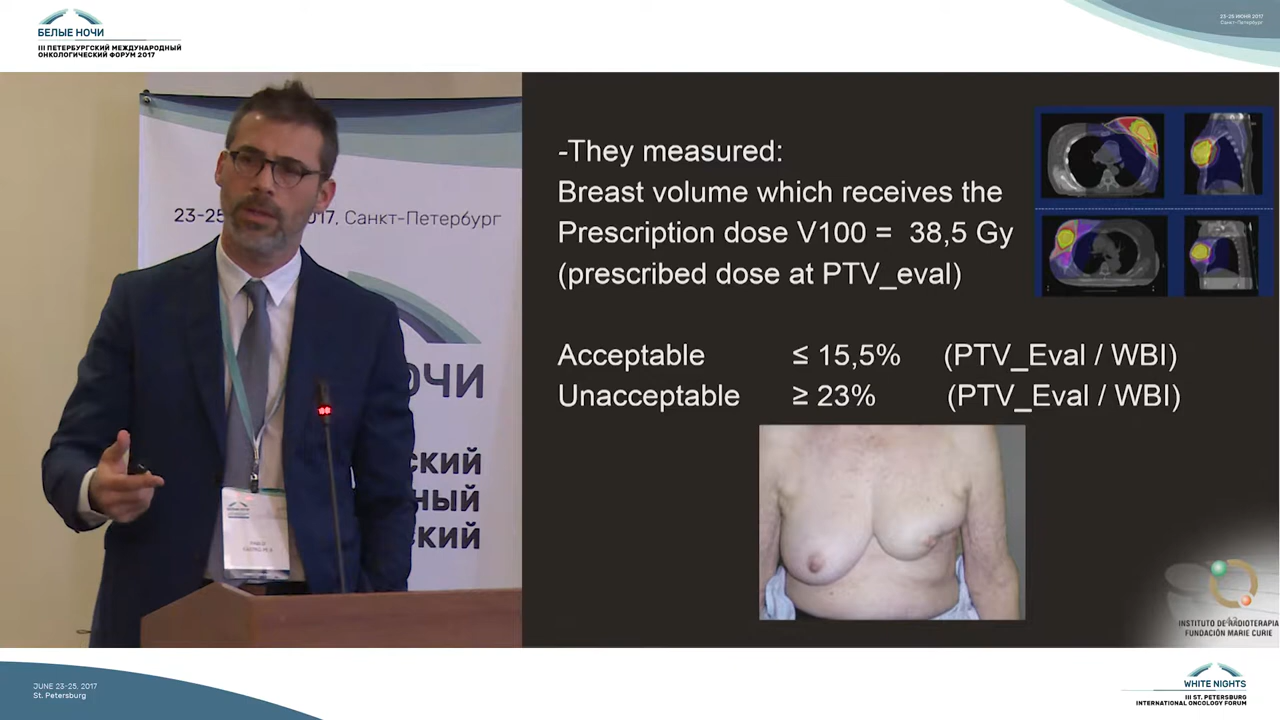 БЕЛЫЕ НОЧИ
III ПЕТЕРБУРГСКИЙ МЕЖДУНАРОДНЫЙ
ОНКОЛОГИЧЕСКИЙ ФОРУМ 2017
23-25 ИЮНЯ 2017
Санкт-Петербург
23-25
017, Санкт-Петербург
ОЧИ
ский
ный
ский
-They measured:
Breast volume which receives the
Prescription dose V100 = 38,5 Gy
(prescribed dose at PTV_eval)
Acceptable ≤ 15,5% (PTV_Eval / WBI)
Unacceptable ≥ 23% (PTV_Eval / WBI)
INSTITUTO DE RADIOTERAPIA
FUNDACIÓN MARIE CURIE
JUNE 23-25, 2017
St. Petersburg
WHITE NIGHTS
III ST. PETERSBURG
INTERNATIONAL ONCOLOGY FORUM